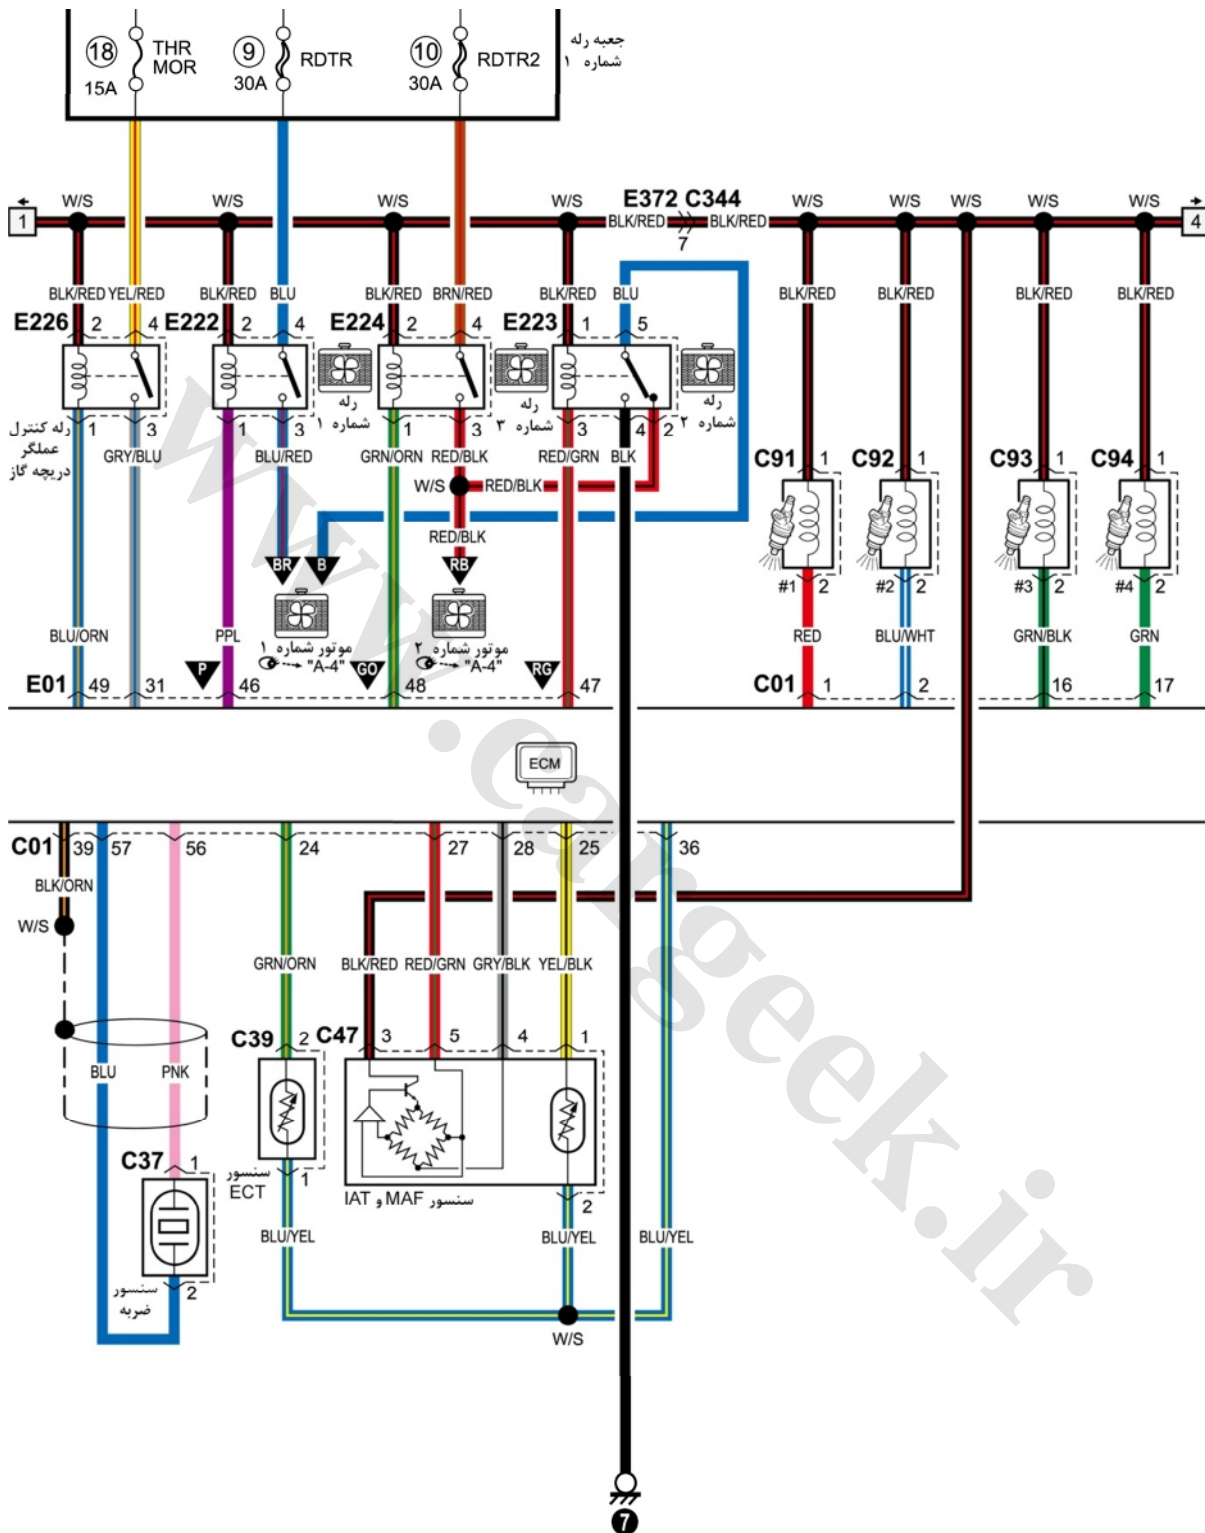 18 THR MOR 15A
9 RDTR 30A
10 RDTR2 30A
جعبه رله
شماره ۱
W/S W/S W/S W/S E372 C344 W/S W/S W/S W/S W/S
1 BLK/RED BLK/RED 4
7
BLK/RED YEL/RED BLK/RED BLU BLK/RED BRN/RED BLK/RED BLU BLK/RED BLK/RED BLK/RED BLK/RED
E226 2 4 E222 2 4 E224 2 4 E223 1 5
رله
شماره ۱
رله
شماره ۳
رله
شماره ۲
1 3 1 3 1 3 3 4 2
رله کنترل
عملگر
دریچه گاز
GRY/BLU BLU/RED GRN/ORN RED/BLK RED/GRN BLK
C91 1 C92 1 C93 1 C94 1
W/S RED/BLK
RED/BLK
BR B RB
#1 2 #2 2 #3 2 #4 2
BLU/ORN PPL
موتور شماره ۱
"A-4"
موتور شماره ۲
"A-4"
RED BLU/WHT GRN/BLK GRN
P GO RG
E01 49 31 46 48 47 C01 1 2 16 17
ECM
C01 39 57 56 24 27 28 25 36
BLK/ORN
W/S
GRN/ORN BLK/RED RED/GRN GRY/BLK YEL/BLK
C39 2 C47 3 5 4 1
BLU PNK
C37 1
سنسور
ECT
1
سنسور MAF و IAT
2
BLU/YEL BLU/YEL BLU/YEL
سنسور
ضربه
2
W/S
7
www.cargeek.ir